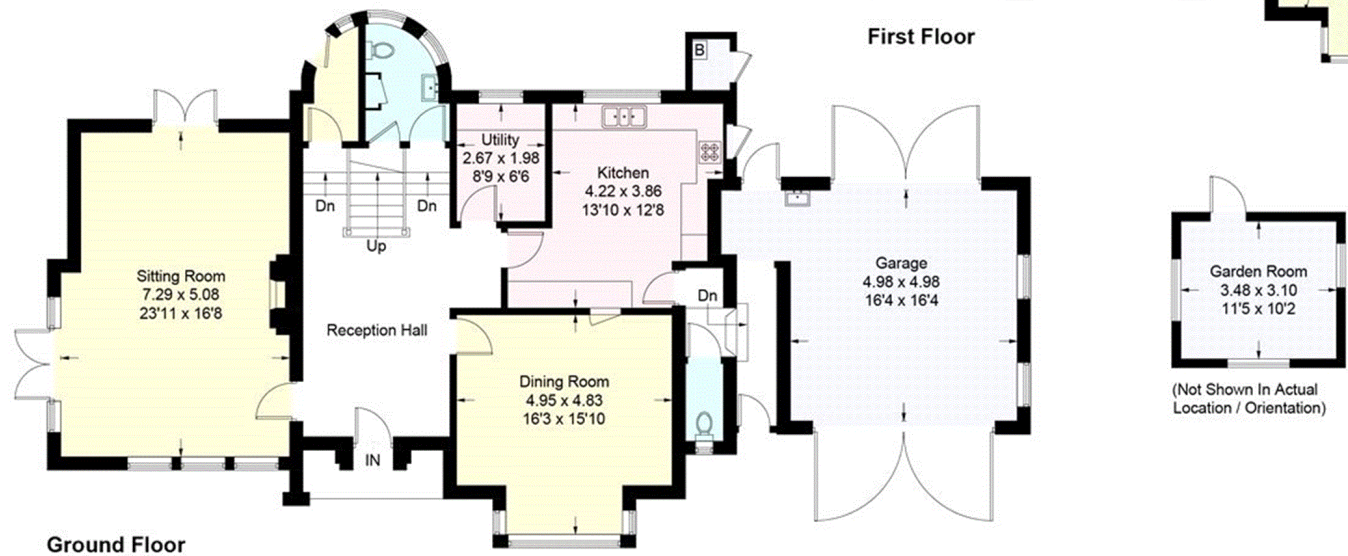 First Floor
B
Utility
2.67 x 1.98
8'9 x 6'6
Kitchen
4.22 x 3.86
13'10 x 12'8
Dn
Dn
Up
Sitting Room
7.29 x 5.08
23'11 x 16'8
Reception Hall
Dn
Garage
4.98 x 4.98
16'4 x 16'4
Garden Room
3.48 x 3.10
11'5 x 10'2
(Not Shown In Actual
Location / Orientation)
Dining Room
4.95 x 4.83
16'3 x 15'10
IN
Ground Floor